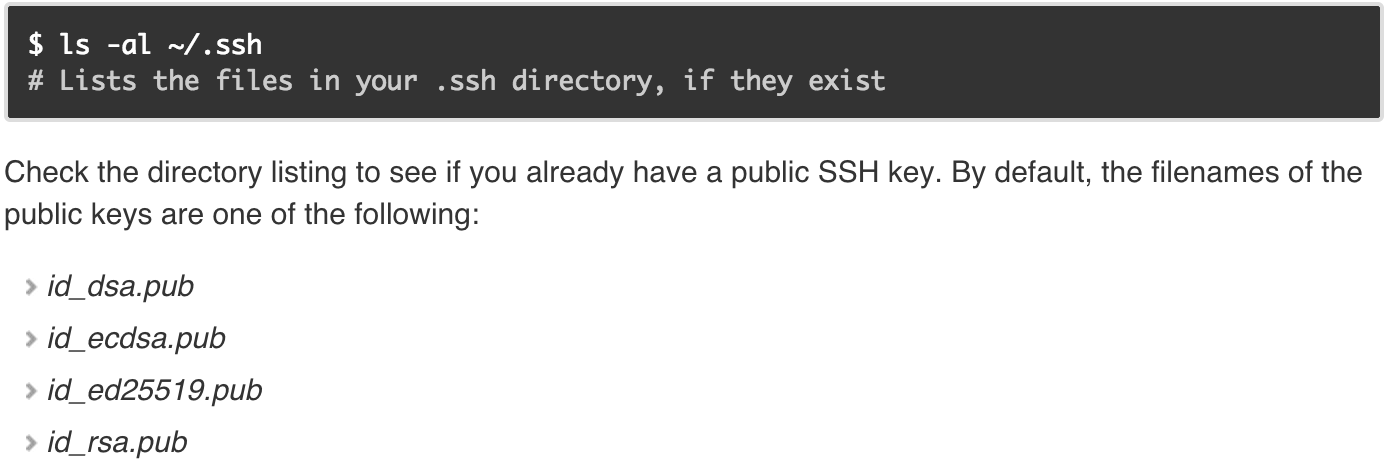 $ ls -al ~/.ssh
# Lists the files in your .ssh directory, if they exist
Check the directory listing to see if you already have a public SSH key. By default, the filenames of the
public keys are one of the following:
id_dsa.pub
id_ecdsa.pub
id_ed25519.pub
id_rsa.pub